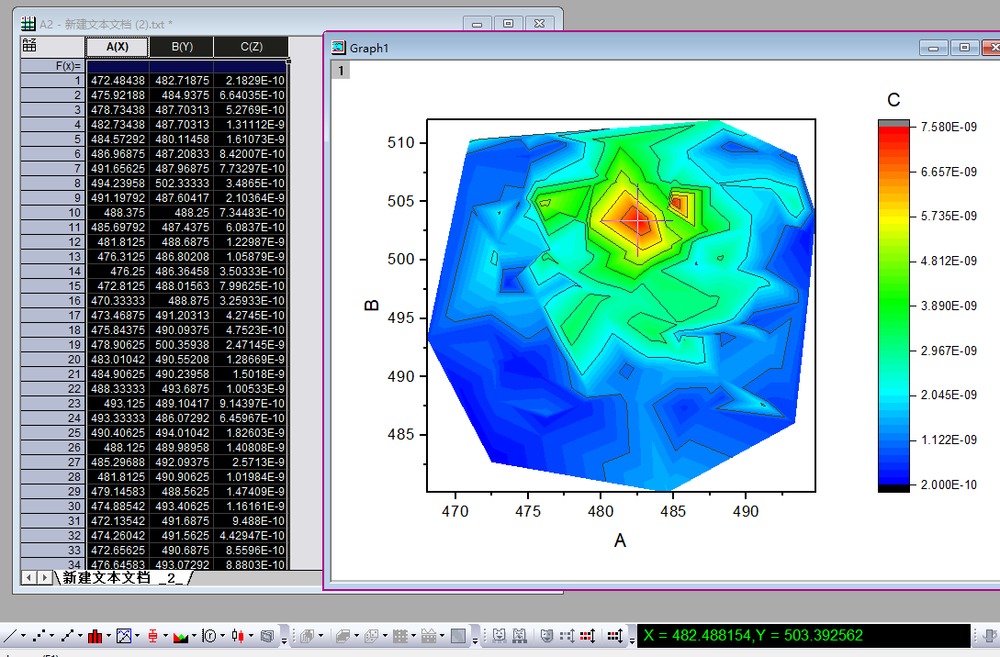 A2 - 新建文本文档 (2).txt *
A(X) B(Y) C(Z)
F(x)=
1 472.48438 482.71875 2.1829E-10
2 475.92188 484.9375 6.64035E-10
3 478.73438 487.70313 5.2769E-10
4 482.73438 487.70313 1.31112E-9
5 484.57292 480.11458 1.61073E-9
6 486.96875 487.20833 8.42007E-10
7 491.65625 487.96875 7.73297E-10
8 494.23958 502.33333 3.4865E-10
9 491.19792 487.60417 2.10364E-9
10 488.375 488.25 7.34483E-10
11 485.69792 487.4375 6.0837E-10
12 481.8125 488.6875 1.22987E-9
13 476.3125 486.80208 1.05879E-9
14 476.25 486.36458 3.50333E-10
15 472.8125 488.01563 7.99625E-10
16 470.33333 488.875 3.25933E-10
17 473.46875 491.20313 4.2745E-10
18 475.84375 490.09375 4.7523E-10
19 478.90625 500.35938 2.47145E-9
20 483.01042 490.55208 1.28669E-9
21 484.90625 490.23958 1.5018E-9
22 488.33333 493.6875 1.00533E-9
23 493.125 489.10417 9.14397E-10
24 493.33333 486.07292 6.45967E-10
25 490.40625 494.01042 1.82603E-9
26 488.125 489.98958 1.40808E-9
27 485.29688 492.09375 2.5713E-9
28 481.8125 490.90625 1.01984E-9
29 479.14583 488.5625 1.47409E-9
30 474.88542 493.40625 1.16161E-9
31 472.13542 491.6875 9.488E-10
32 474.26042 491.5625 4.42947E-10
33 472.65625 490.6875 8.5596E-10
34 476.64583 493.07292 8.8803E-10
新建文本文档 _2_
Graph1
1
510
505
500
495
490
485
B
470 475 480 485 490
A
C
7.580E-09
6.657E-09
5.735E-09
4.812E-09
3.890E-09
2.967E-09
2.045E-09
1.122E-09
2.000E-10
X = 482.488154,Y = 503.392562